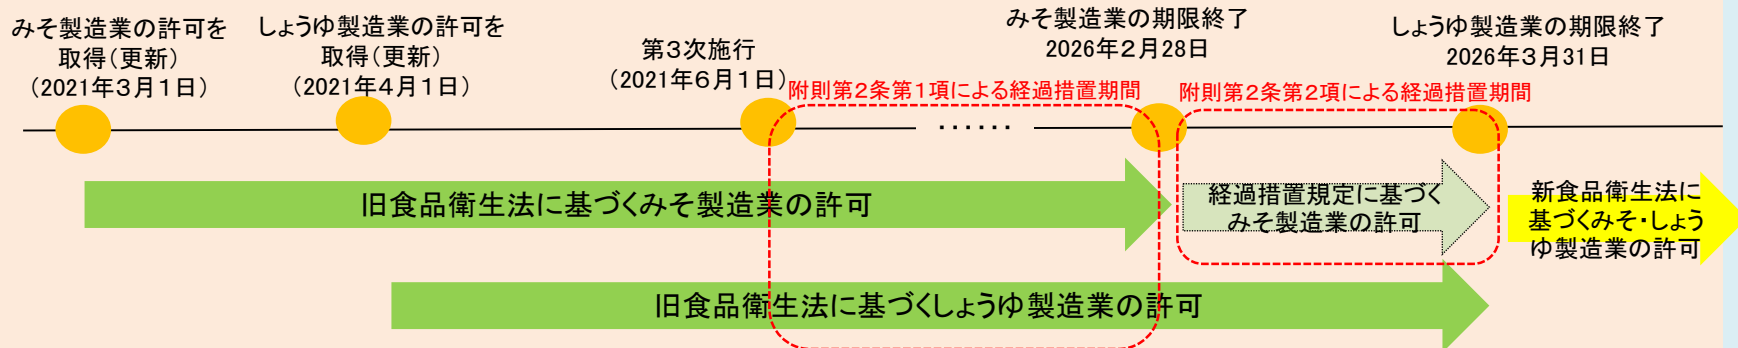 みそ製造業の許可を
取得(更新)
(2021年3月1日)
しょうゆ製造業の許可を
取得(更新)
(2021年4月1日)
第3次施行
(2021年6月1日)
みそ製造業の期限終了
2026年2月28日
しょうゆ製造業の期限終了
2026年3月31日
附則第2条第1項による経過措置期間
附則第2条第2項による経過措置期間
……
旧食品衛生法に基づくみそ製造業の許可
経過措置規定に基づく
みそ製造業の許可
新食品衛生法に
基づくみそ・しょう
ゆ製造業の許可
旧食品衛生法に基づくしょうゆ製造業の許可